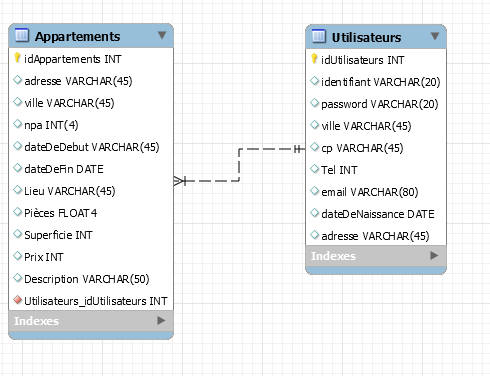 Appartements
idAppartements INT
adresse VARCHAR(45)
ville VARCHAR(45)
npa INT(4)
dateDeDebut VARCHAR(45)
dateDeFin DATE
Lieu VARCHAR(45)
Pièces FLOAT4
Superficie INT
Prix INT
Description VARCHAR(50)
Utilisateurs_idUtilisateurs INT
Indexes
Utilisateurs
idUtilisateurs INT
identifiant VARCHAR(20)
password VARCHAR(20)
ville VARCHAR(45)
cp VARCHAR(45)
Tel INT
email VARCHAR(80)
dateDeNaissance DATE
adresse VARCHAR(45)
Indexes